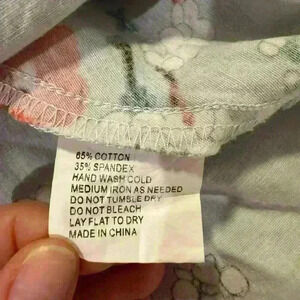 65% COTTON
35% SPANDEX
HAND WASH COLD
MEDIUM IRON AS NEEDED
DO NOT TUMBLE DRY
DO NOT BLEACH
LAY FLAT TO DRY
MADE IN CHINA